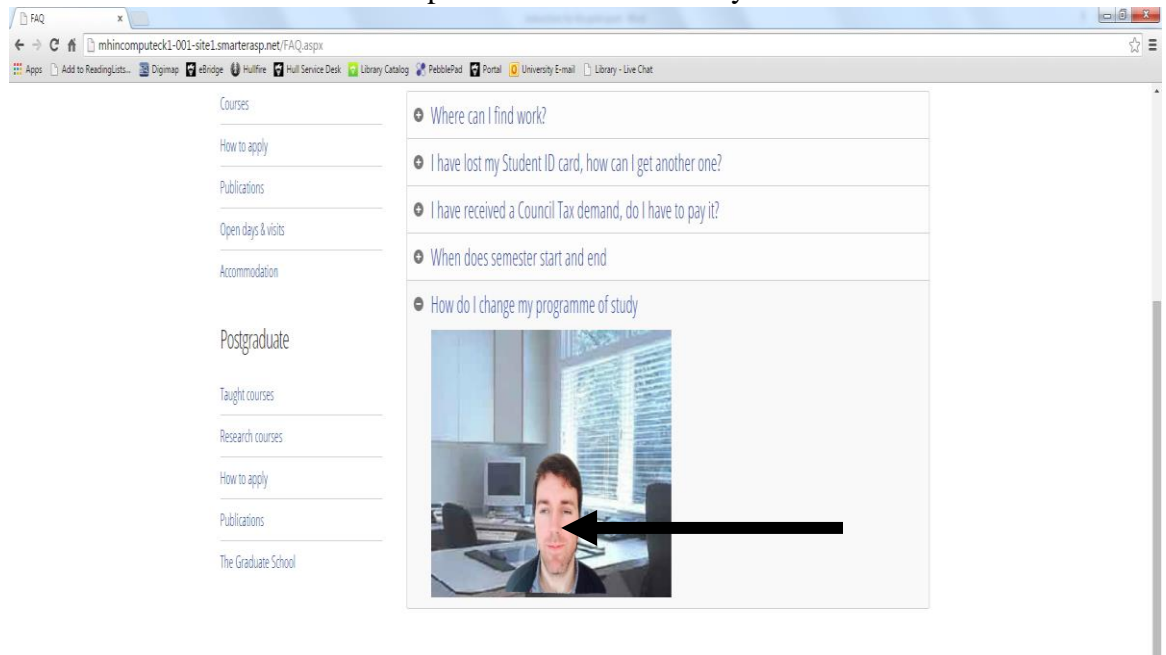 FAQ
mhincomputeck1-001-site1.smarterasp.net/FAQ.aspx
Apps Add to ReadingLists... Digimap eBridge Hullfire Hull Service Desk Library Catalog PebblePad Portal University E-mail Library - Live Chat
Courses
How to apply
Publications
Open days & visits
Accommodation
Postgraduate
Taught courses
Research courses
How to apply
Publications
The Graduate School
Where can I find work?
I have lost my Student ID card, how can I get another one?
I have received a Council Tax demand, do I have to pay it?
When does semester start and end
How do I change my programme of study